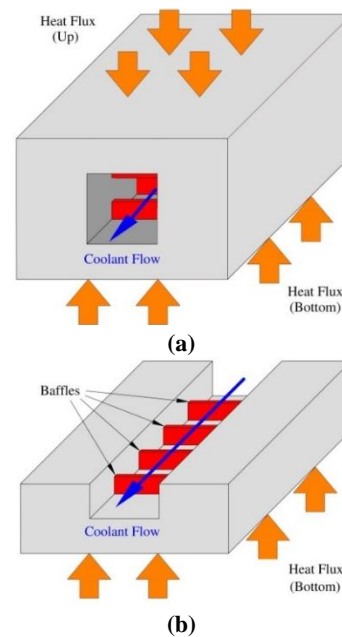 Heat Flux
(Up)
Coolant Flow
Heat Flux
(Bottom)
(a)
Baffles
Coolant Flow
Heat Flux
(Bottom)
(b)